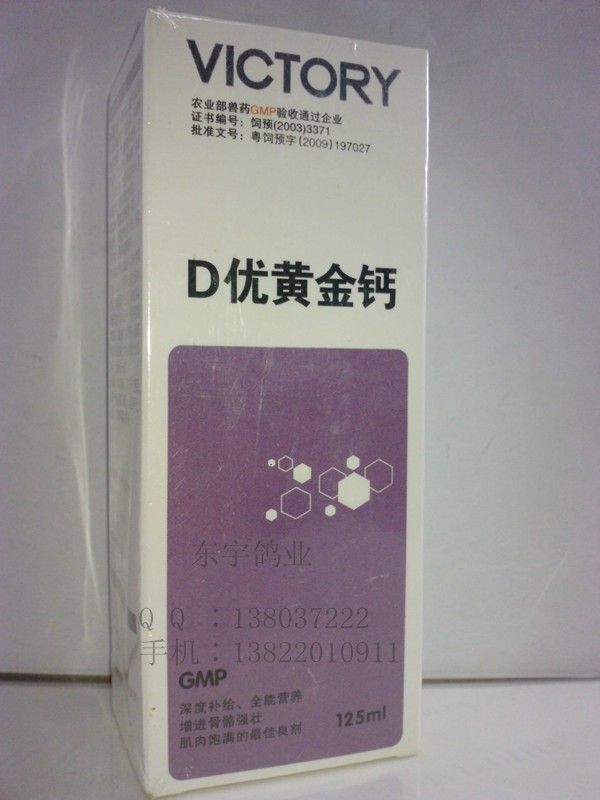 VICTORY
农业部兽药GMP验收通过企业
证书编号：饲预(2003)3371
批准文号：粤饲预字(2009)197027
D优黄金钙
东宇鸽业
QQ：138037222
手机：13822010911
GMP
深度补给、全能营养
增进骨骼强壮
肌肉饱满的最佳良剂
125ml